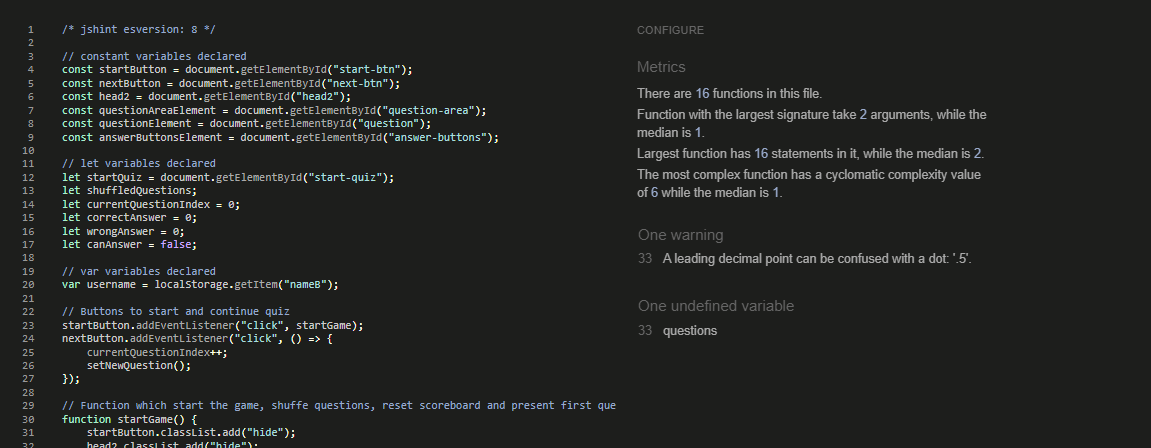 1 /* jshint esversion: 8 */
2
3 // constant variables declared
4 const startButton = document.getElementById("start-btn");
5 const nextButton = document.getElementById("next-btn");
6 const head2 = document.getElementById("head2");
7 const questionAreaElement = document.getElementById("question-area");
8 const questionElement = document.getElementById("question");
9 const answerButtonsElement = document.getElementById("answer-buttons");
10
11 // let variables declared
12 let startQuiz = document.getElementById("start-quiz");
13 let shuffledQuestions;
14 let currentQuestionIndex = 0;
15 let correctAnswer = 0;
16 let wrongAnswer = 0;
17 let canAnswer = false;
18
19 // var variables declared
20 var username = localStorage.getItem("nameB");
21
22 // Buttons to start and continue quiz
23 startButton.addEventListener("click", startGame);
24 nextButton.addEventListener("click", () => {
25 currentQuestionIndex++;
26 setNewQuestion();
27 });
28
29 // Function which start the game, shuffe questions, reset scoreboard and present first que
30 function startGame() {
31 startButton.classList.add("hide");
32 head2.classList.add("hide");
CONFIGURE
Metrics
There are 16 functions in this file.
Function with the largest signature take 2 arguments, while the
median is 1.
Largest function has 16 statements in it, while the median is 2.
The most complex function has a cyclomatic complexity value
of 6 while the median is 1.
One warning
33 A leading decimal point can be confused with a dot: '.5'.
One undefined variable
33 questions